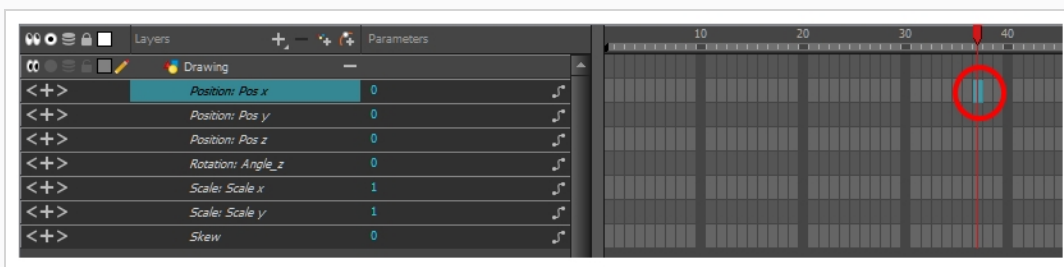 Layers Parameters 10 20 30 40
Drawing
Position: Pos x 0
Position: Pos y 0
Position: Pos z 0
Rotation: Angle_z 0
Scale: Scale x 1
Scale: Scale y 1
Skew 0